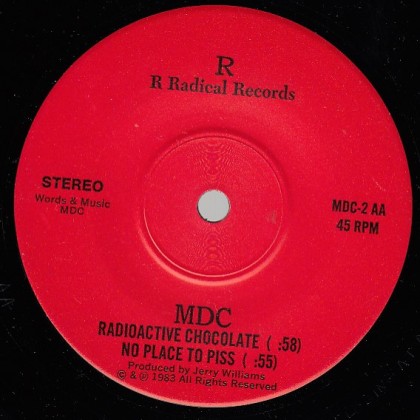 R
R Radical Records
STEREO
Words & Music
MDC
MDC-2 AA
45 RPM
MDC
RADIOACTIVE CHOCOLATE ( :58)
NO PLACE TO PISS ( :55)
Produced by Jerry Williams
© & ℗ 1983 All Rights Reserved